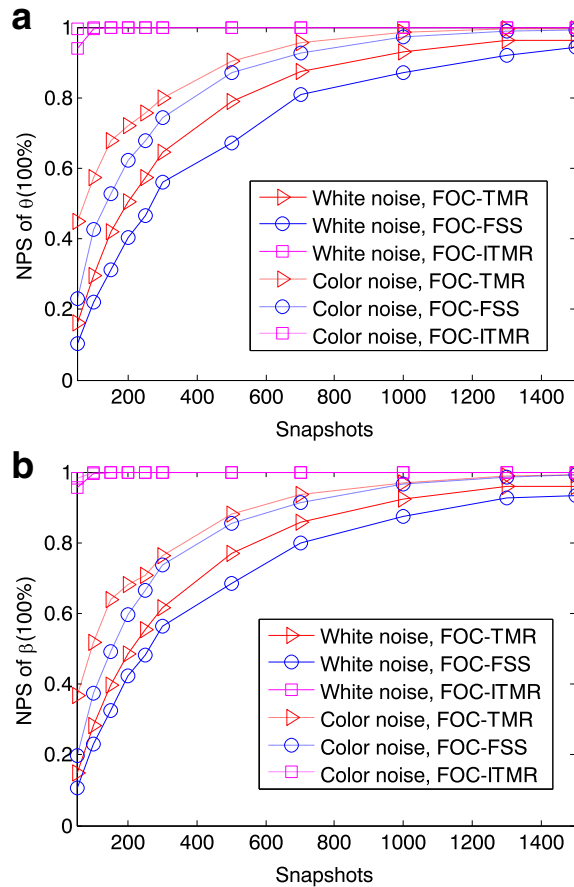 a
1
0.8
0.6
0.4
0.2
0
NPS of θ(100%)
White noise, FOC-TMR
White noise, FOC-FSS
White noise, FOC-ITMR
Color noise, FOC-TMR
Color noise, FOC-FSS
Color noise, FOC-ITMR
200 400 600 800 1000 1200 1400
Snapshots
b
1
0.8
0.6
0.4
0.2
0
NPS of β(100%)
White noise, FOC-TMR
White noise, FOC-FSS
White noise, FOC-ITMR
Color noise, FOC-TMR
Color noise, FOC-FSS
Color noise, FOC-ITMR
200 400 600 800 1000 1200 1400
Snapshots